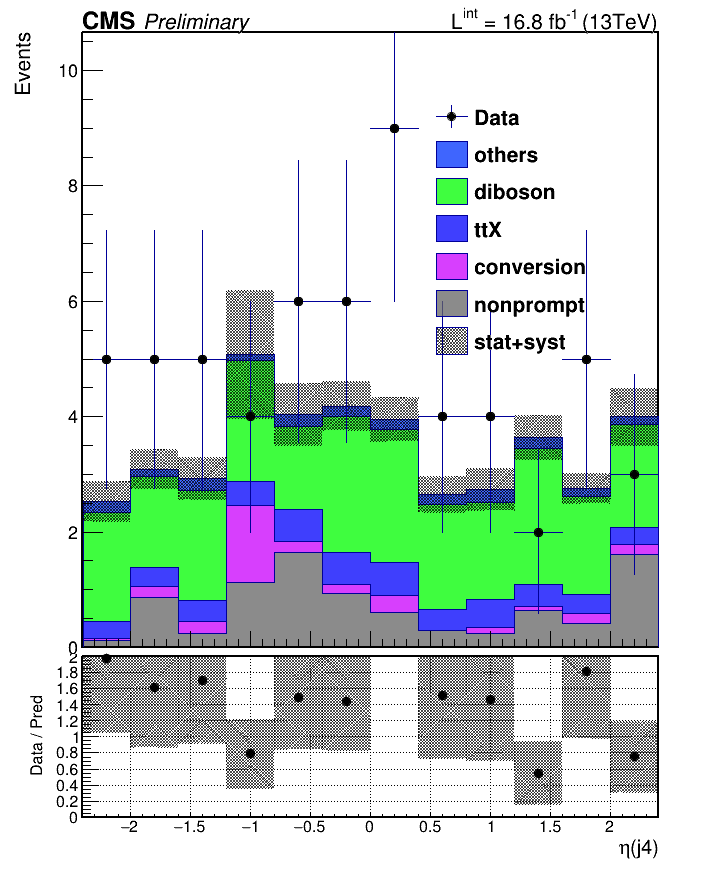 CMS Preliminary
L^int = 16.8 fb^-1 (13TeV)
Events
10
8
6
4
2
0
Data
others
diboson
ttX
conversion
nonprompt
stat+syst
Data / Pred
2
1.8
1.6
1.4
1.2
1
0.8
0.6
0.4
0.2
0
−2
−1.5
−1
−0.5
0
0.5
1
1.5
2
η(j4)